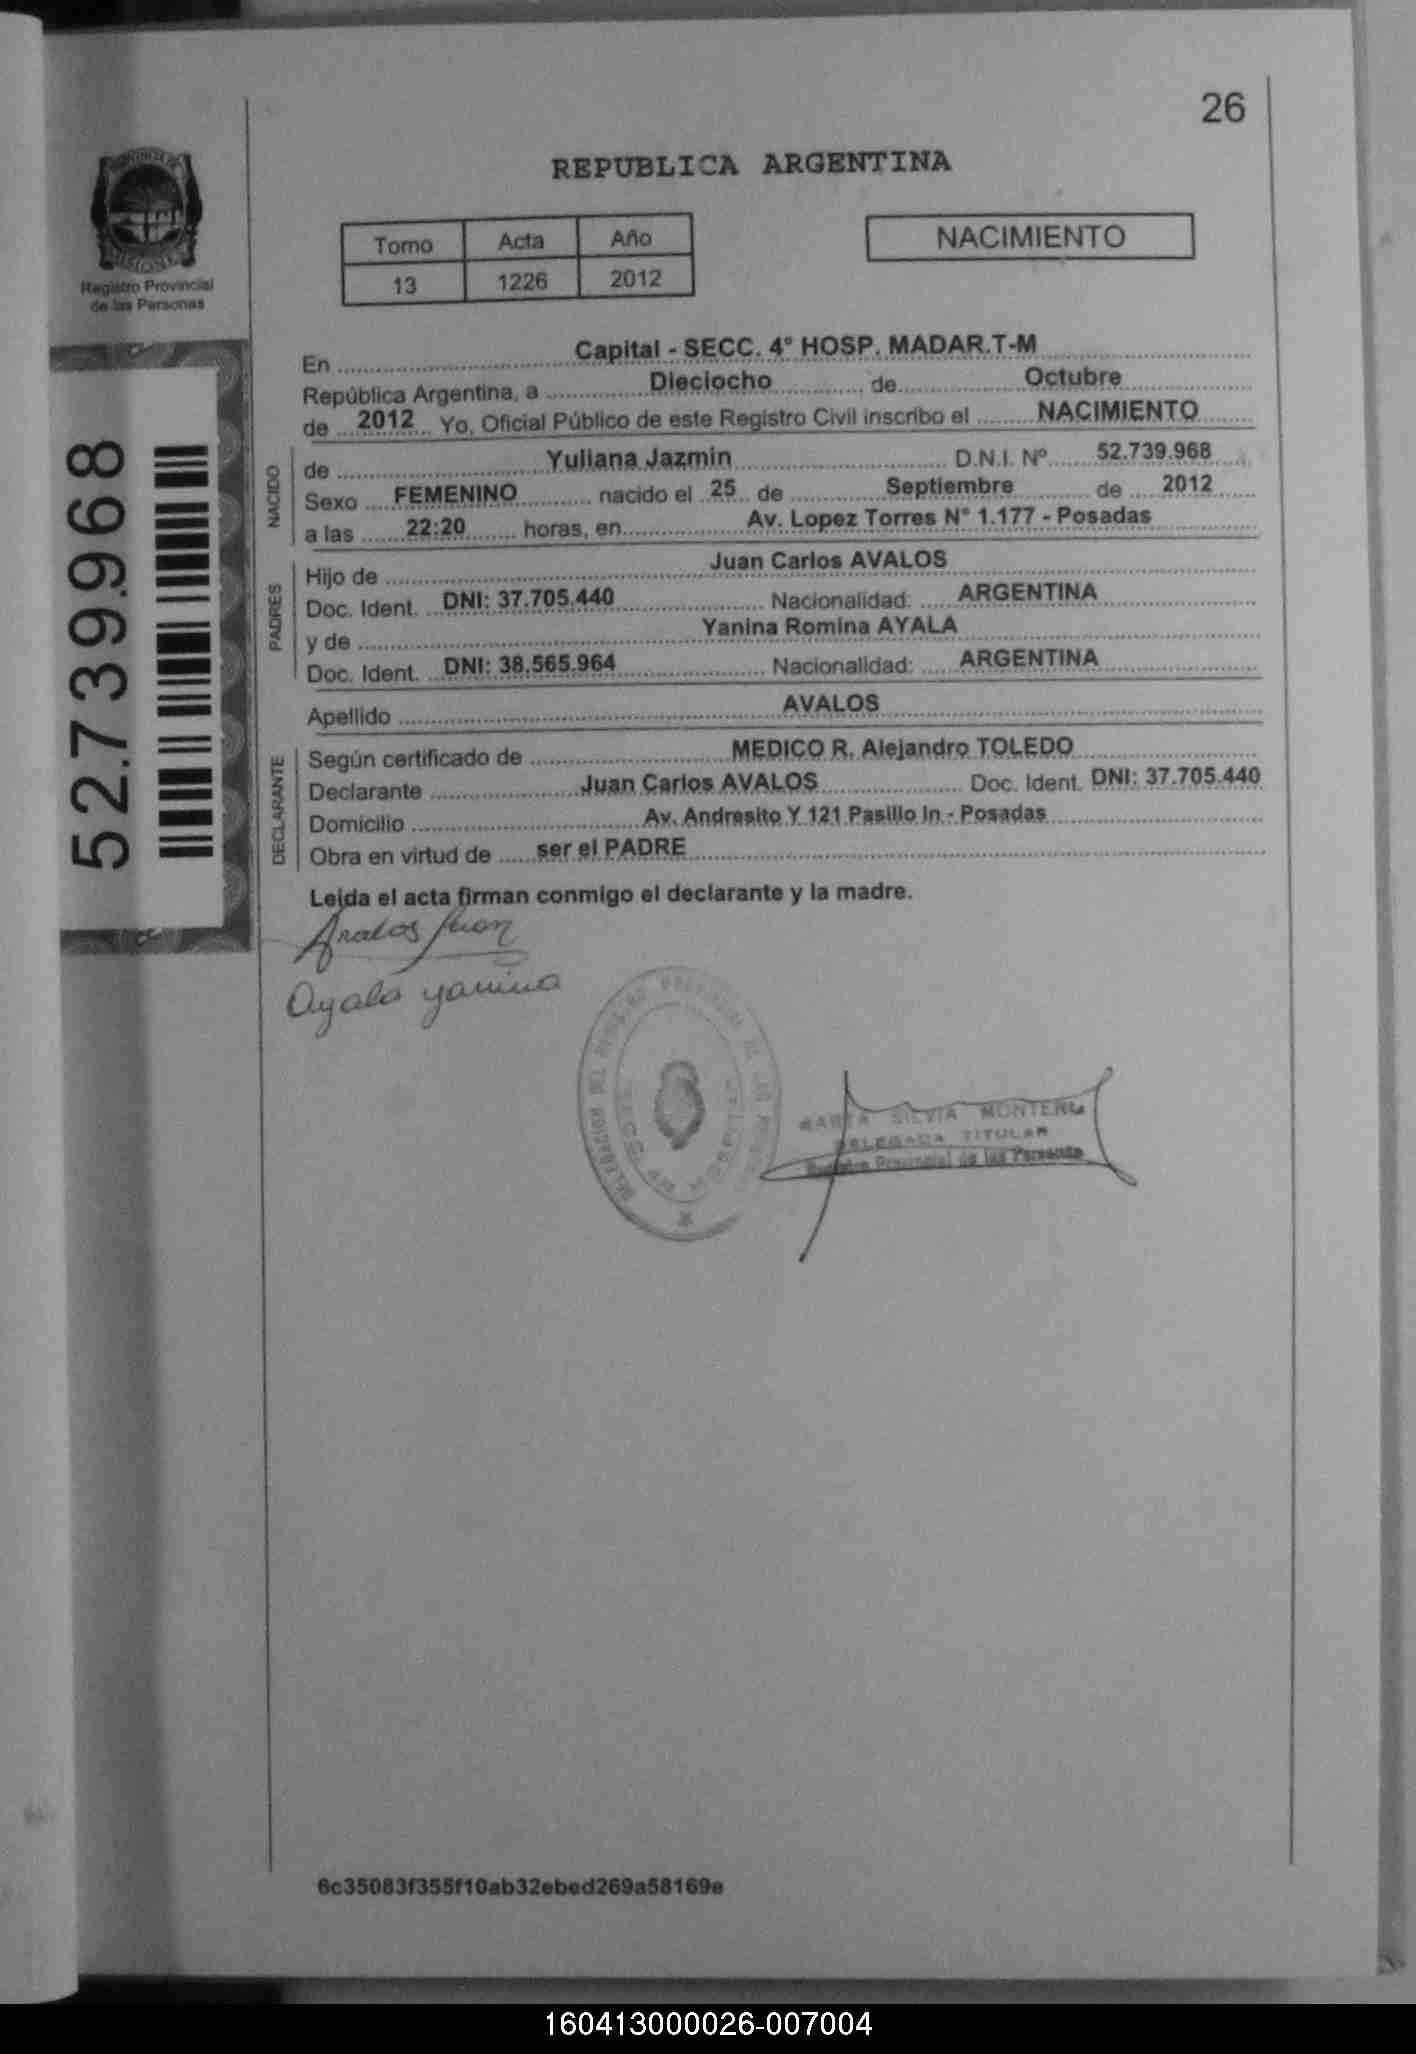 26
REPUBLICA ARGENTINA
PROVINCIA DE
MISIONES
Registro Provincial
de las Personas
Tomo Acta Año
13 1226 2012
NACIMIENTO
52.739.968
En Capital - SECC. 4° HOSP. MADAR.T-M
República Argentina, a Dieciocho de Octubre
de 2012 Yo, Oficial Público de este Registro Civil inscribo el NACIMIENTO
NACIDO
de Yuliana Jazmin D.N.I. Nº 52.739.968
Sexo FEMENINO nacido el 25 de Septiembre de 2012
a las 22:20 horas, en Av. Lopez Torres N° 1.177 - Posadas
PADRES
Hijo de Juan Carlos AVALOS
Doc. Ident. DNI: 37.705.440 Nacionalidad: ARGENTINA
y de Yanina Romina AYALA
Doc. Ident. DNI: 38.565.964 Nacionalidad: ARGENTINA
Apellido AVALOS
DECLARANTE
Según certificado de MEDICO R. Alejandro TOLEDO
Declarante Juan Carlos AVALOS Doc. Ident. DNI: 37.705.440
Domicilio Av. Andresito Y 121 Pasillo In - Posadas
Obra en virtud de ser el PADRE
Leída el acta firman conmigo el declarante y la madre.
Avalos Juan
Ayala yanina
SILVIA
DELEGADA TITULAR
Registro Provincial de las Personas
6c35083f355f10ab32ebed269a58169e
160413000026-007004